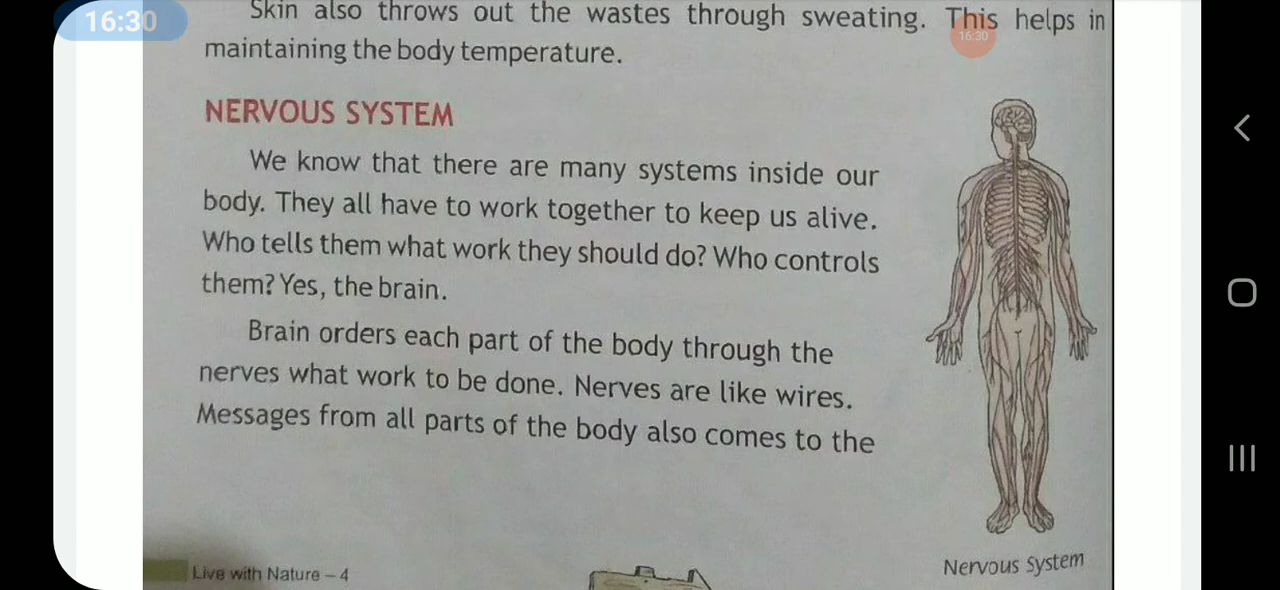 16:30
Skin also throws out the wastes through sweating. This helps in
16:30
maintaining the body temperature.
NERVOUS SYSTEM
We know that there are many systems inside our
body. They all have to work together to keep us alive.
Who tells them what work they should do? Who controls
them? Yes, the brain.
Brain orders each part of the body through the
nerves what work to be done. Nerves are like wires.
Messages from all parts of the body also comes to the
Nervous System
Live with Nature – 4